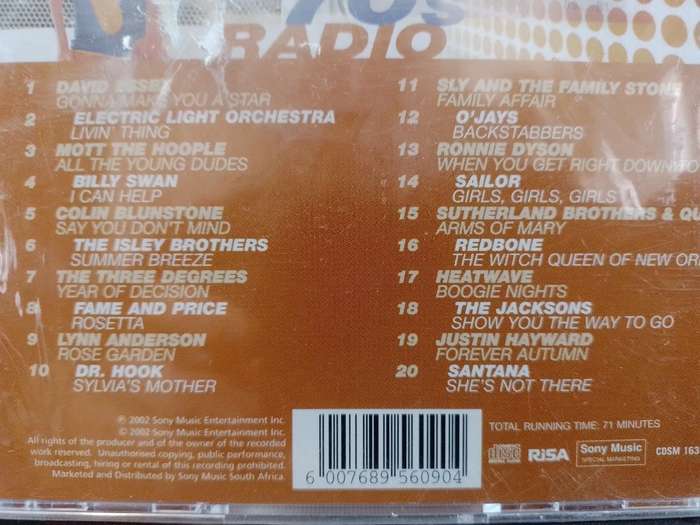 70s
RADIO
1 DAVID ESSEX
GONNA MAKE YOU A STAR
2 ELECTRIC LIGHT ORCHESTRA
LIVIN' THING
3 MOTT THE HOOPLE
ALL THE YOUNG DUDES
4 BILLY SWAN
I CAN HELP
5 COLIN BLUNSTONE
SAY YOU DON'T MIND
6 THE ISLEY BROTHERS
SUMMER BREEZE
7 THE THREE DEGREES
YEAR OF DECISION
8 FAME AND PRICE
ROSETTA
9 LYNN ANDERSON
ROSE GARDEN
10 DR. HOOK
SYLVIA'S MOTHER
11 SLY AND THE FAMILY STONE
FAMILY AFFAIR
12 O'JAYS
BACKSTABBERS
13 RONNIE DYSON
WHEN YOU GET RIGHT DOWN TO
14 SAILOR
GIRLS, GIRLS, GIRLS
15 SUTHERLAND BROTHERS &
ARMS OF MARY
16 REDBONE
THE WITCH QUEEN OF NEW
17 HEATWAVE
BOOGIE NIGHTS
18 THE JACKSONS
SHOW YOU THE WAY TO GO
19 JUSTIN HAYWARD
FOREVER AUTUMN
20 SANTANA
SHE'S NOT THERE
℗ 2002 Sony Music Entertainment Inc.
© 2002 Sony Music Entertainment Inc.
All rights of the producer and of the owner of the recorded
work reserved. Unauthorised copying, public performance,
broadcasting, hiring or rental of this recording prohibited.
Marketed and Distributed by Sony Music South Africa.
6 007689 560904
TOTAL RUNNING TIME: 71 MINUTES
disc
RiSA
Sony Music
SPECIAL MARKETING
CDSM 163